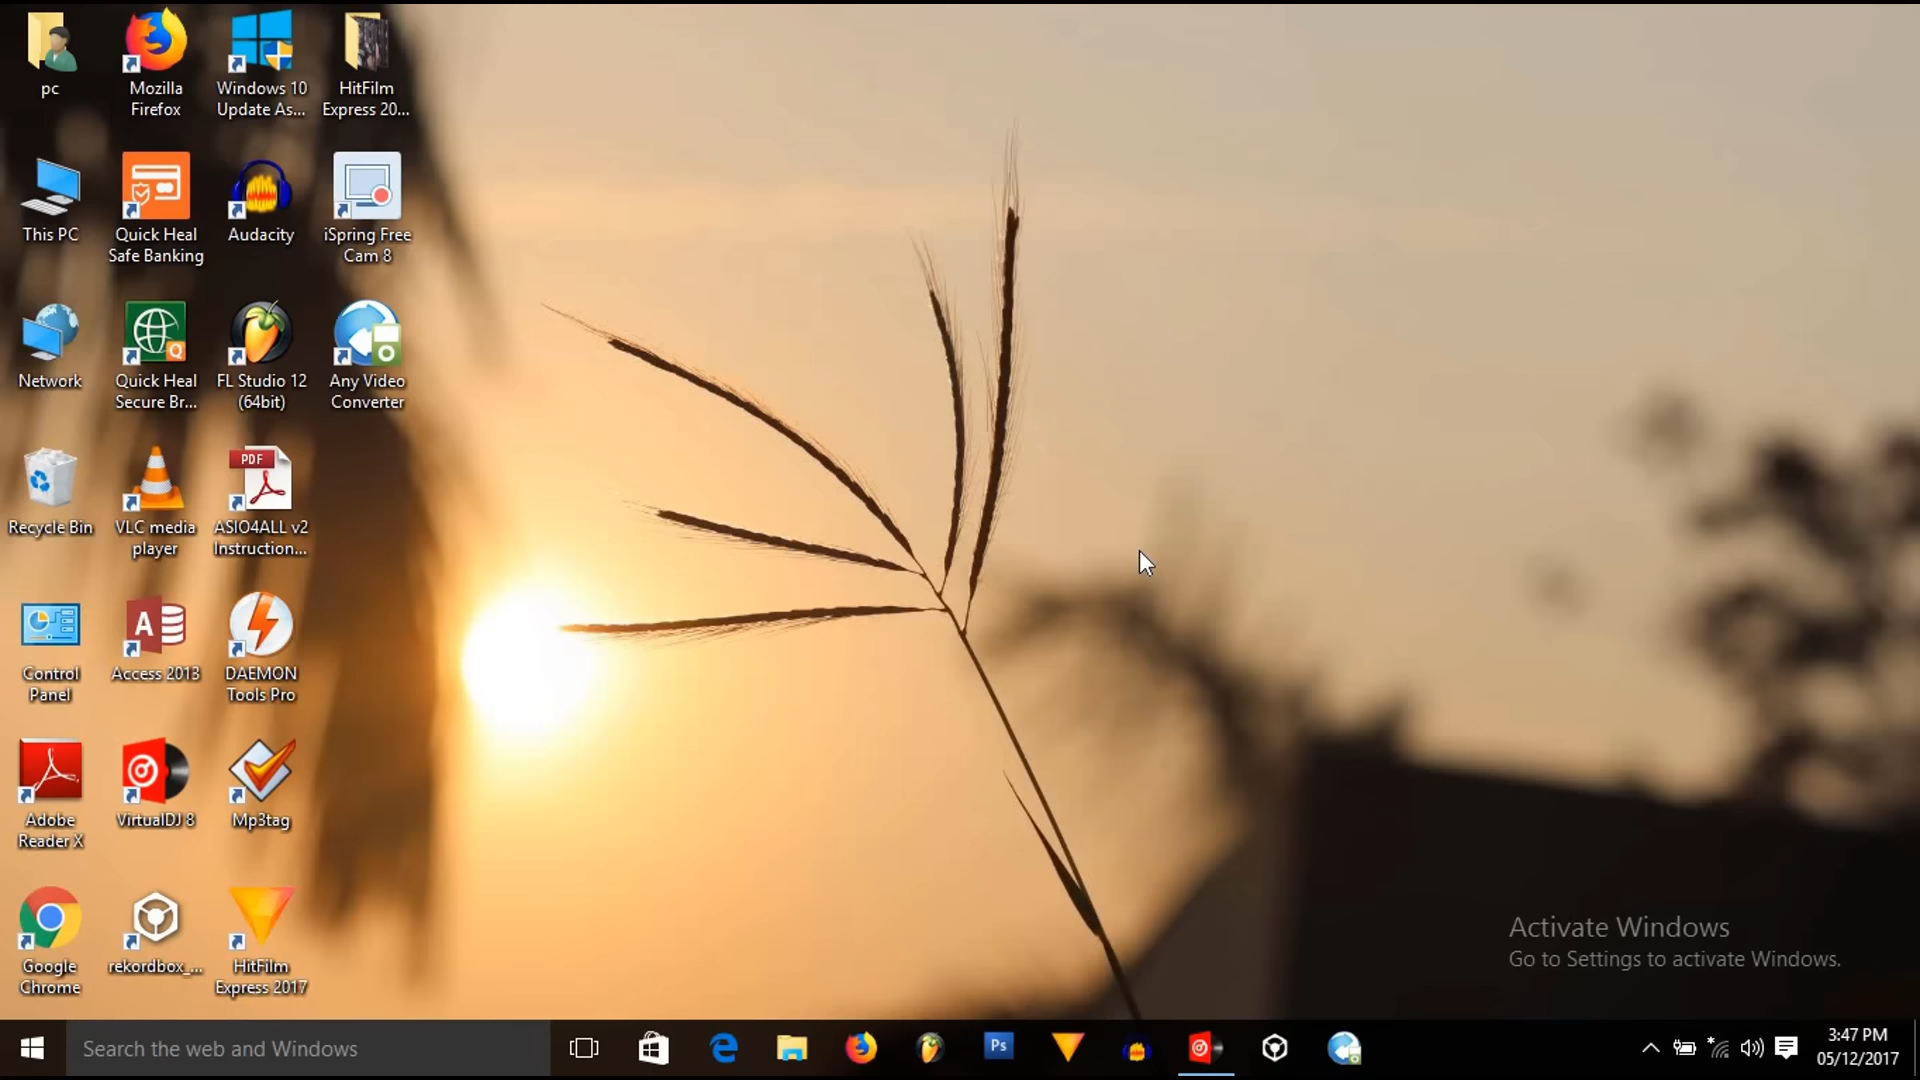 pc
Mozilla
Firefox
Windows 10
Update As...
HitFilm
Express 20...
This PC
Quick Heal
Safe Banking
Audacity
iSpring Free
Cam 8
Network
Quick Heal
Secure Br...
FL Studio 12
(64bit)
Any Video
Converter
Recycle Bin
VLC media
player
PDF
ASIO4ALL v2
Instruction...
Control
Panel
Access 2013
DAEMON
Tools Pro
Adobe
Reader X
VirtualDJ 8
Mp3tag
Google
Chrome
rekordbox_...
HitFilm
Express 2017
Activate Windows
Go to Settings to activate Windows.
Search the web and Windows
Ps
3:47 PM
05/12/2017